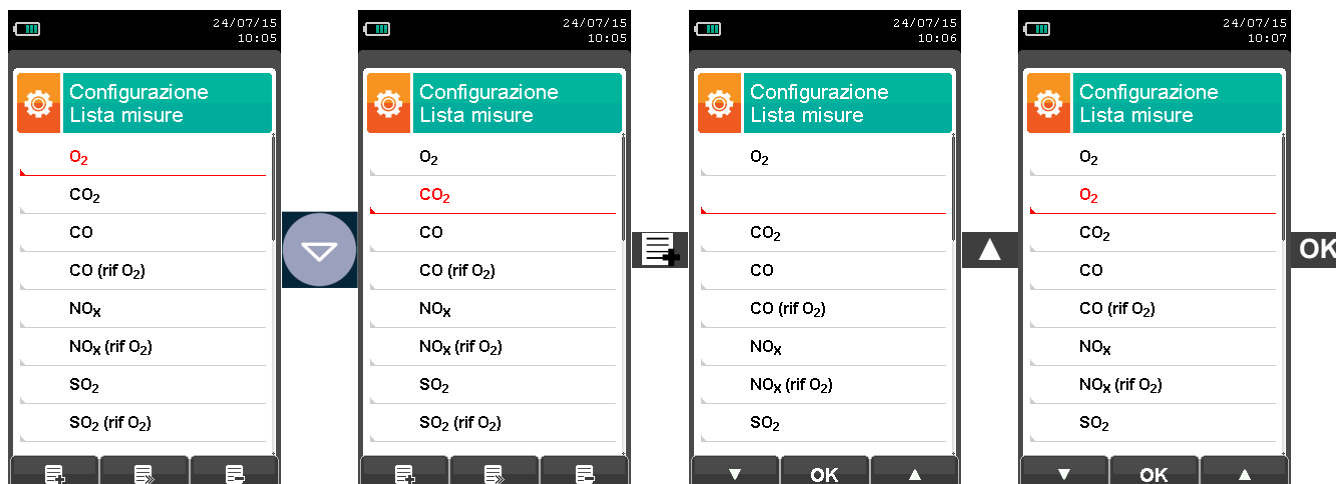 24/07/15
10:05
Configurazione
Lista misure
O₂
CO₂
CO
CO (rif O₂)
NOx
NOx (rif O₂)
SO₂
SO₂ (rif O₂)
24/07/15
10:05
Configurazione
Lista misure
O₂
CO₂
CO
CO (rif O₂)
NOx
NOx (rif O₂)
SO₂
SO₂ (rif O₂)
24/07/15
10:06
Configurazione
Lista misure
O₂
CO₂
CO
CO (rif O₂)
NOx
NOx (rif O₂)
SO₂
▼ OK ▲
▲
24/07/15
10:07
Configurazione
Lista misure
O₂
O₂
CO₂
CO
CO (rif O₂)
NOx
NOx (rif O₂)
SO₂
▼ OK ▲
OK